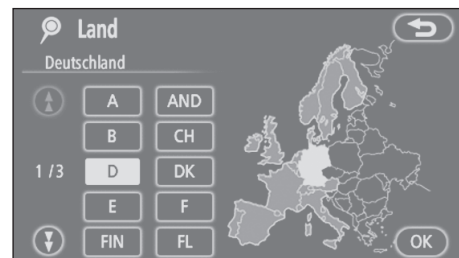 Land
Deutschland
A AND
B CH
1/3 D DK
E F
FIN FL
OK